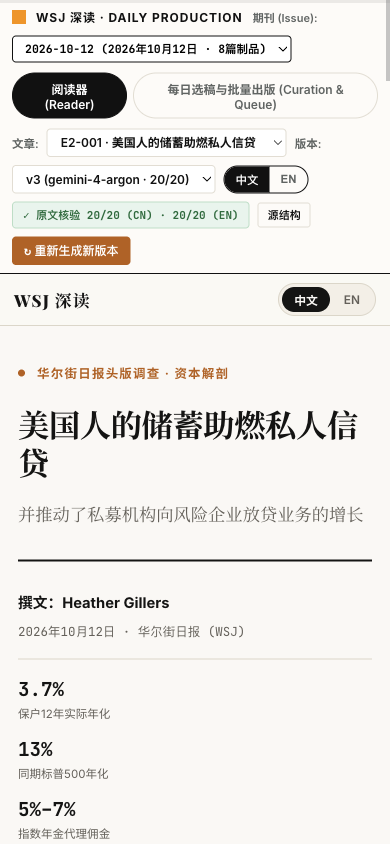 WSJ 深读 · DAILY PRODUCTION 期刊 (Issue):
2026-10-12 (2026年10月12日 · 8篇制品)
阅读器
(Reader)
每日选稿与批量出版 (Curation &
Queue)
文章: E2-001 · 美国人的储蓄助燃私人信贷 版本:
v3 (gemini-4-argon · 20/20) 中文 EN
✓ 原文核验 20/20 (CN) · 20/20 (EN) 源结构
↻ 重新生成新版本
WSJ 深读 中文 EN
华尔街日报头版调查 · 资本解剖
美国人的储蓄助燃私人信
贷
并推动了私募机构向风险企业放贷业务的增长
撰文：Heather Gillers
2026年10月12日 · 华尔街日报 (WSJ)
3.7%
保户12年实际年化
13%
同期标普500年化
5%–7%
指数年金代理佣金